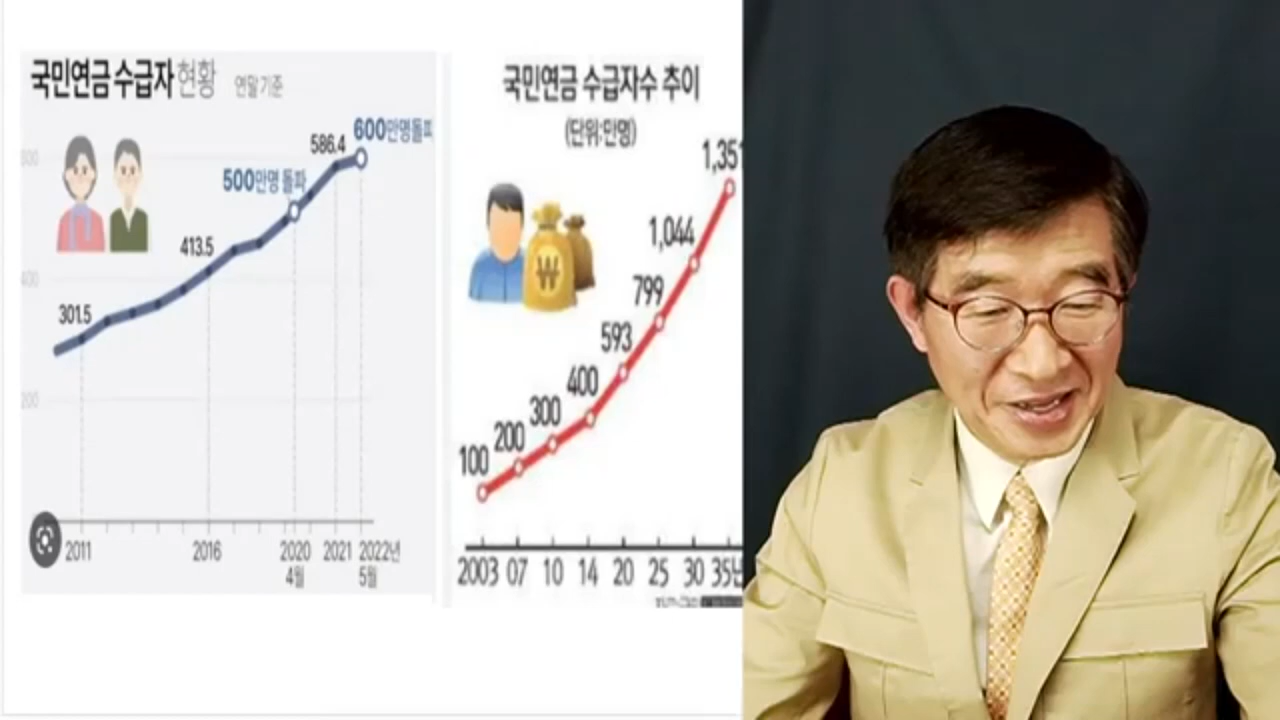 국민연금 수급자 현황 연말 기준
600만명돌파
586.4
500만명 돌파
413.5
301.5
800
400
200
2011 2016 2020 2021 2022년
4월 5월
국민연금 수급자수 추이
(단위:만명)
1,351
1,044
799
593
400
300
200
100
2003 07 10 14 20 25 30 35년